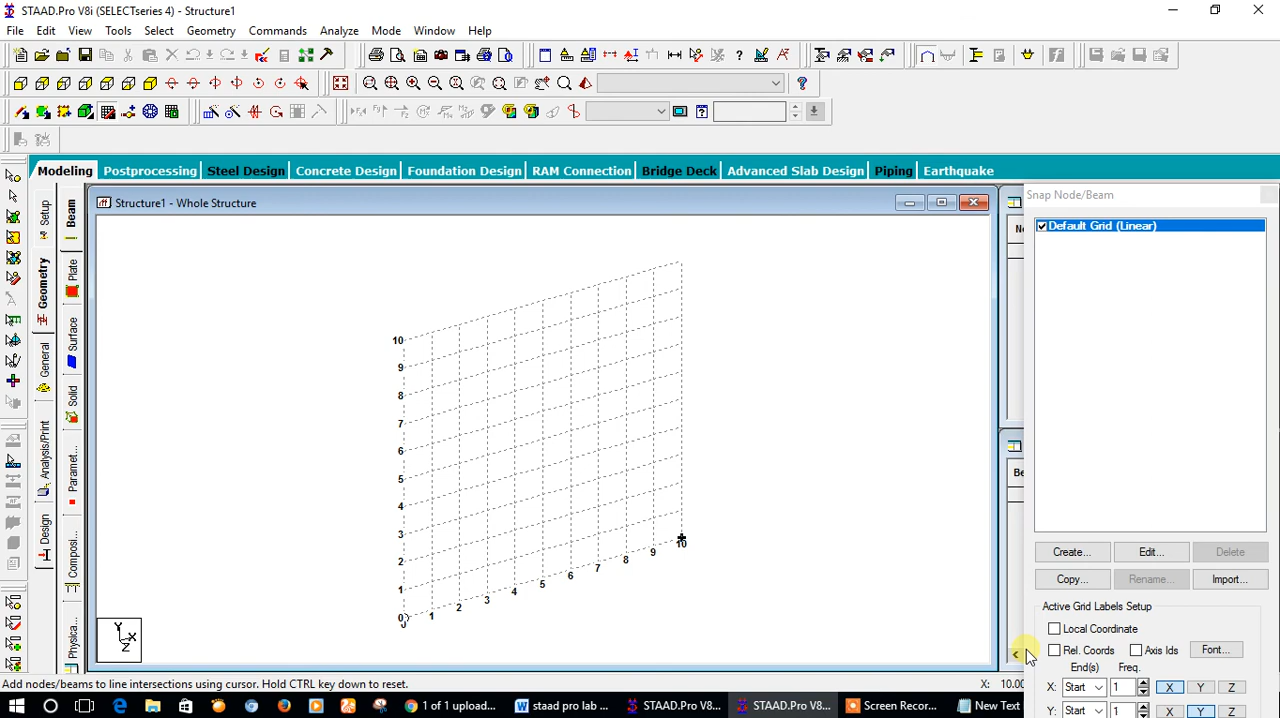 STAAD.Pro V8i (SELECTseries 4) - Structure1
File Edit View Tools Select Geometry Commands Analyze Mode Window Help
Modeling Postprocessing Steel Design Concrete Design Foundation Design RAM Connection Bridge Deck Advanced Slab Design Piping Earthquake
Setup
Geometry
General
Analysis/Print
Design
Beam
Plate
Surface
Solid
Paramet...
Composi...
Physica...
Structure1 - Whole Structure
10
9
8
7
6
5
4
3
2
1
0
1 2 3 4 5 6 7 8 9 10
Y
X
Z
No
Be
Snap Node/Beam
Default Grid (Linear)
Create... Edit... Delete
Copy... Rename... Import...
Active Grid Labels Setup
Local Coordinate
Rel. Coords Axis Ids Font...
End(s) Freq.
X: Start 1 X Y Z
Y: Start 1 X Y Z
Add nodes/beams to line intersections using cursor. Hold CTRL key down to reset.
X: 10.00
1 of 1 upload... staad pro lab ... STAAD.Pro V8... STAAD.Pro V8... Screen Recor... New Text